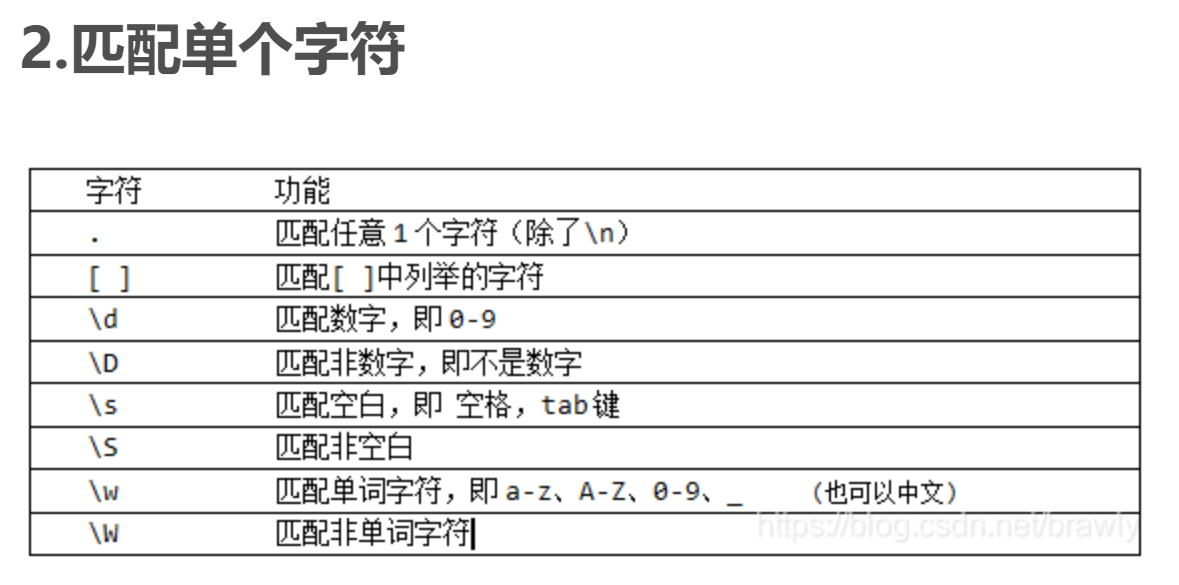 2.匹配单个字符
字符 功能
. 匹配任意1个字符（除了\n）
[ ] 匹配[ ]中列举的字符
\d 匹配数字，即0-9
\D 匹配非数字，即不是数字
\s 匹配空白，即 空格，tab键
\S 匹配非空白
\w 匹配单词字符，即a-z、A-Z、0-9、_ （也可以中文）
\W 匹配非单词字符
https://blog.csdn.net/brawly